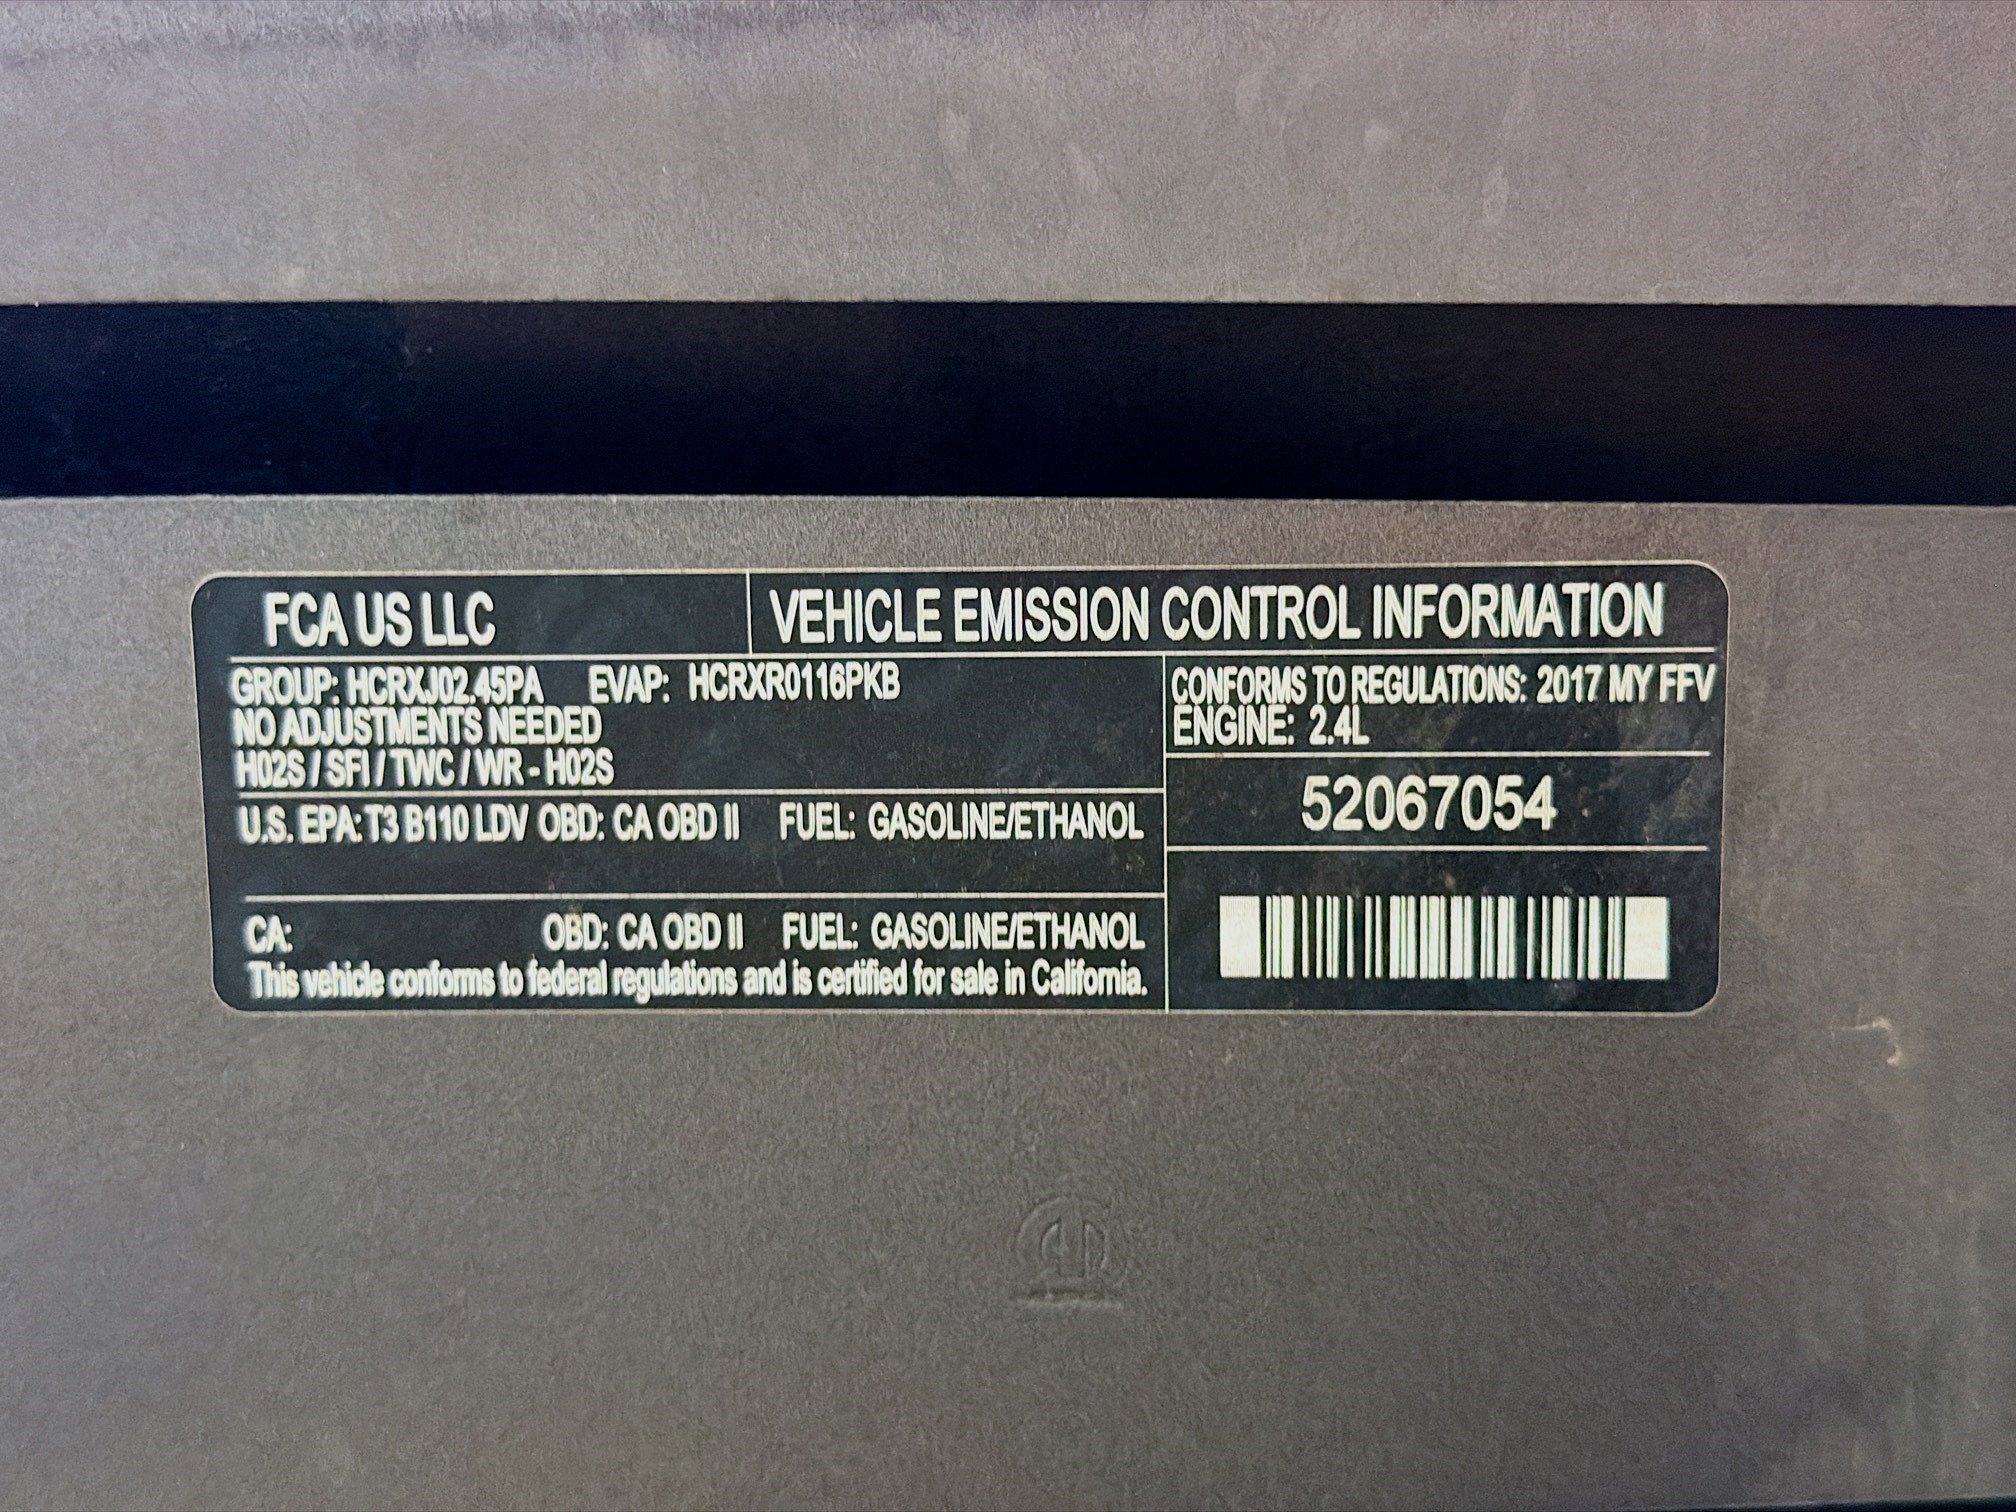 FCA US LLC
VEHICLE EMISSION CONTROL INFORMATION
GROUP: HCRXJ02.45PA EVAP: HCRXR0116PKB
NO ADJUSTMENTS NEEDED
H02S / SFI / TWC / WR - H02S
CONFORMS TO REGULATIONS: 2017 MY FFV
ENGINE: 2.4L
52067054
U.S. EPA: T3 B110 LDV OBD: CA OBD II FUEL: GASOLINE/ETHANOL
CA: OBD: CA OBD II FUEL: GASOLINE/ETHANOL
This vehicle conforms to federal regulations and is certified for sale in California.